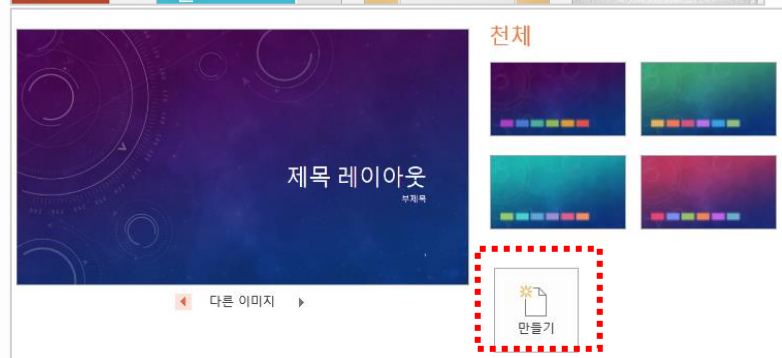 천체
제목 레이아웃
부제목
다른 이미지
만들기